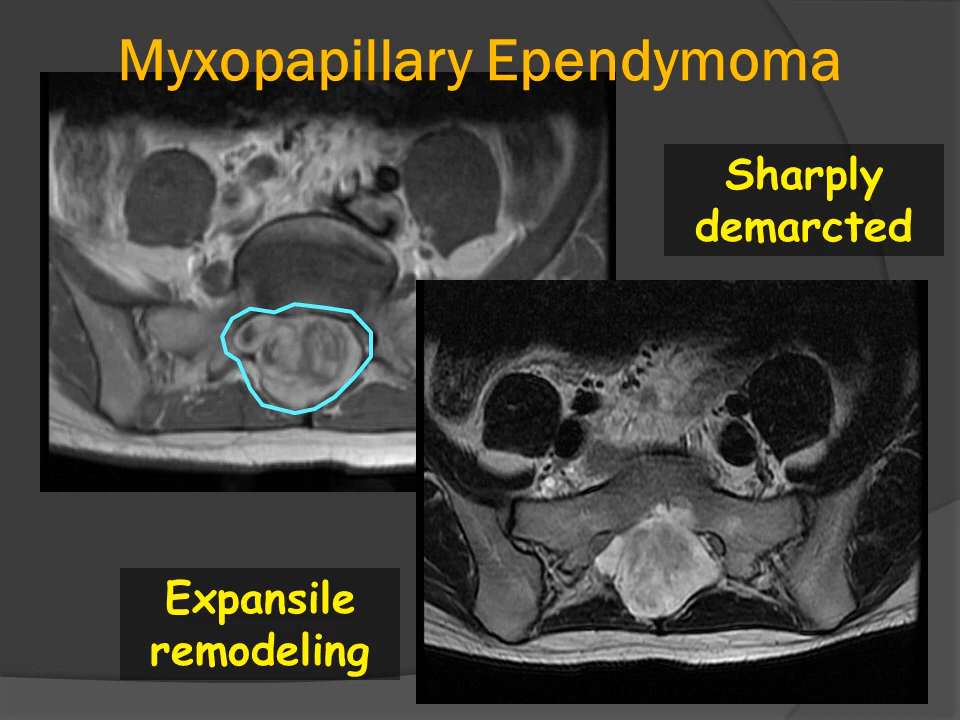 Myxopapillary Ependymoma
Sharply
demarcted
Expansile
remodeling